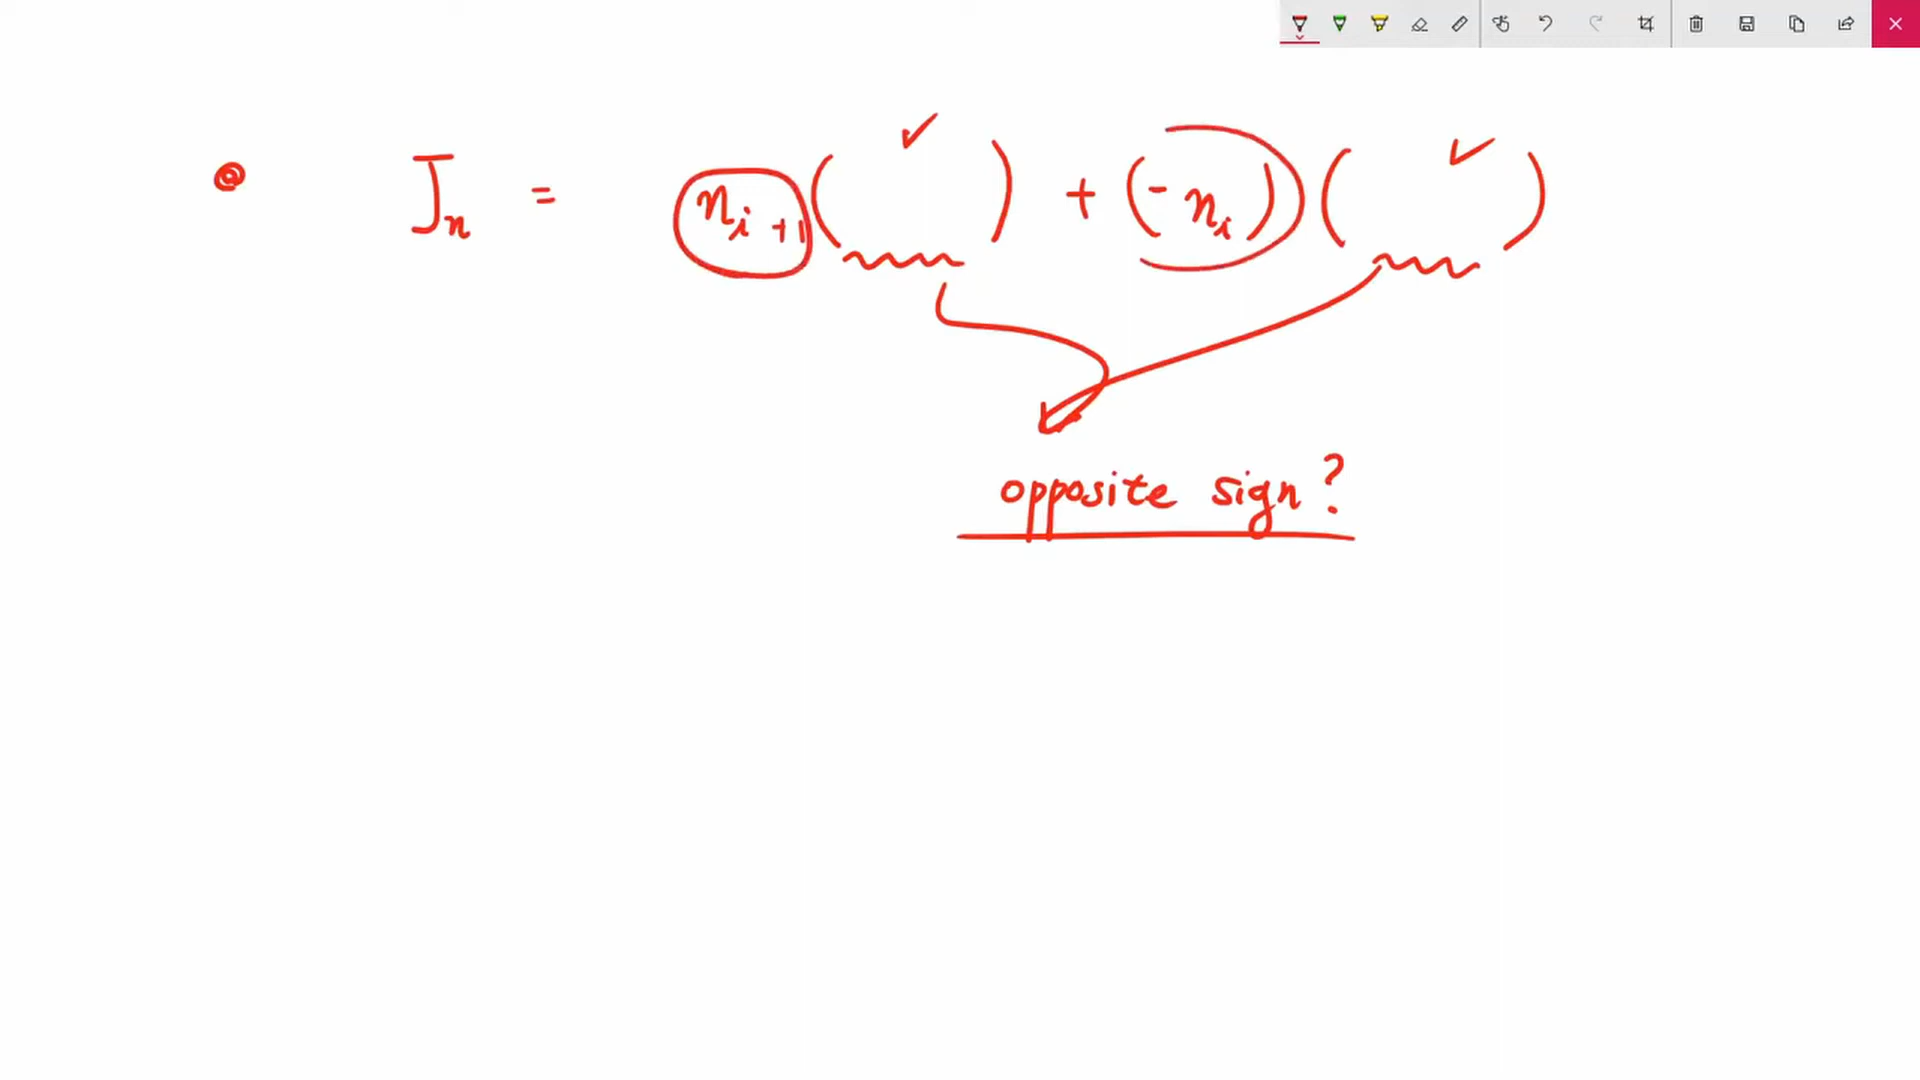 J_n = n_{i+1} (     ) + (-n_i) (     )
opposite sign?